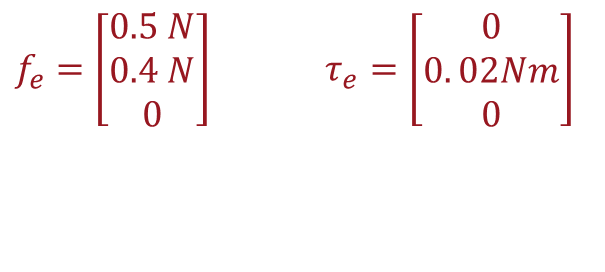 0.5 N 0
f_e = [0.4 N] τ_e = [0.02Nm]
0 0